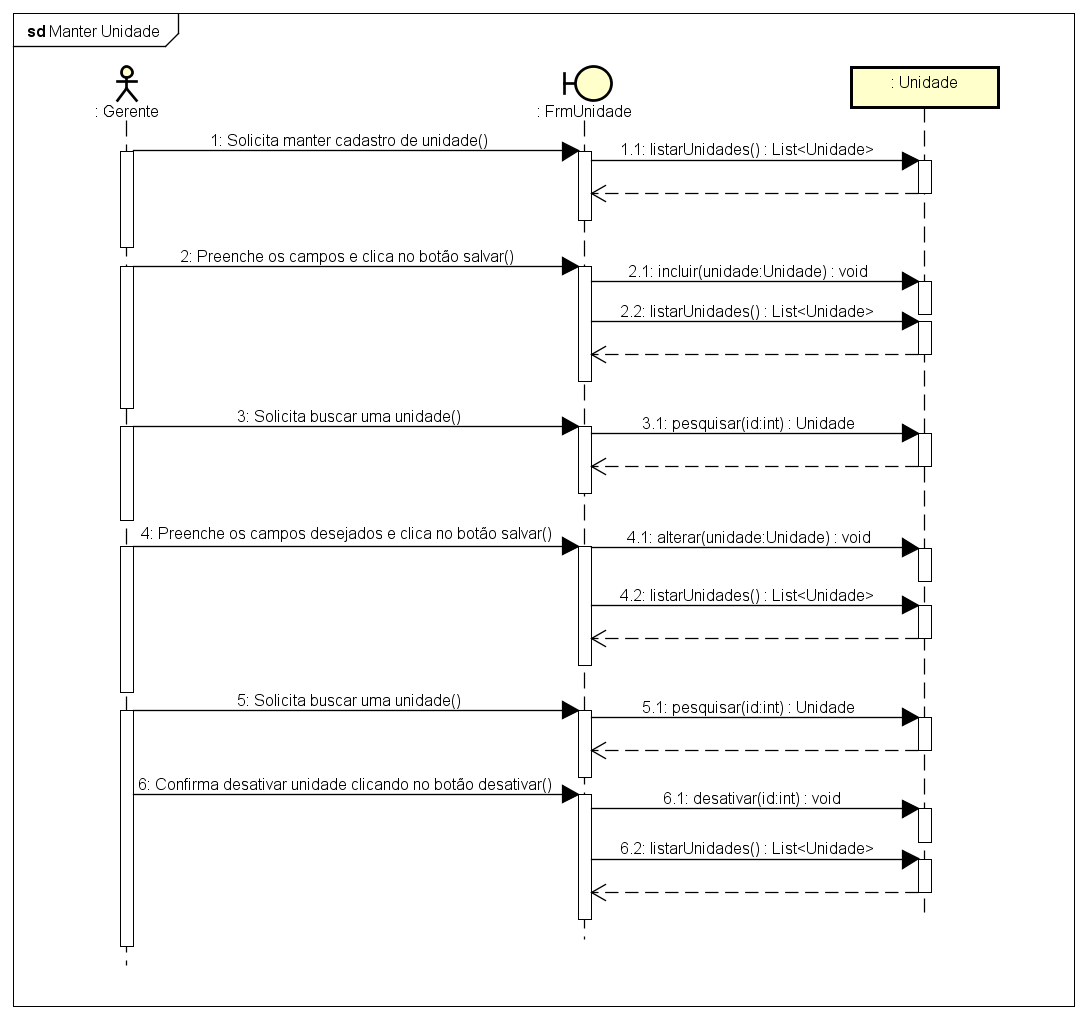 sd Manter Unidade
: Gerente
: FrmUnidade
: Unidade
1: Solicita manter cadastro de unidade()
1.1: listarUnidades() : List<Unidade>
2: Preenche os campos e clica no botão salvar()
2.1: incluir(unidade:Unidade) : void
2.2: listarUnidades() : List<Unidade>
3: Solicita buscar uma unidade()
3.1: pesquisar(id:int) : Unidade
4: Preenche os campos desejados e clica no botão salvar()
4.1: alterar(unidade:Unidade) : void
4.2: listarUnidades() : List<Unidade>
5: Solicita buscar uma unidade()
5.1: pesquisar(id:int) : Unidade
6: Confirma desativar unidade clicando no botão desativar()
6.1: desativar(id:int) : void
6.2: listarUnidades() : List<Unidade>